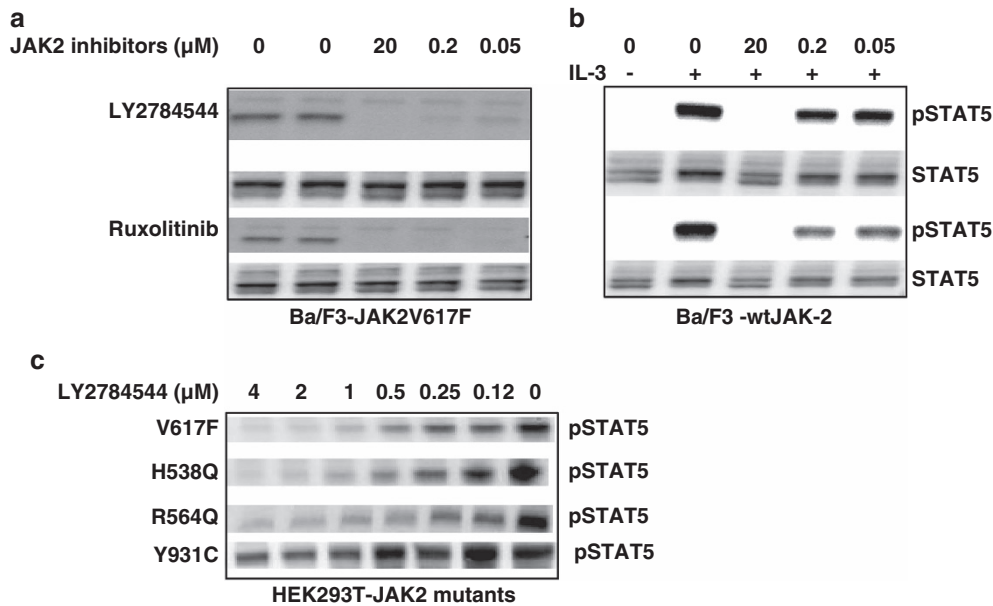 a
JAK2 inhibitors (µM) 0 0 20 0.2 0.05
LY2784544
Ruxolitinib
Ba/F3-JAK2V617F
b
0 0 20 0.2 0.05
IL-3 - + + + +
pSTAT5
STAT5
pSTAT5
STAT5
Ba/F3 -wtJAK-2
c
LY2784544 (µM) 4 2 1 0.5 0.25 0.12 0
V617F pSTAT5
H538Q pSTAT5
R564Q pSTAT5
Y931C pSTAT5
HEK293T-JAK2 mutants